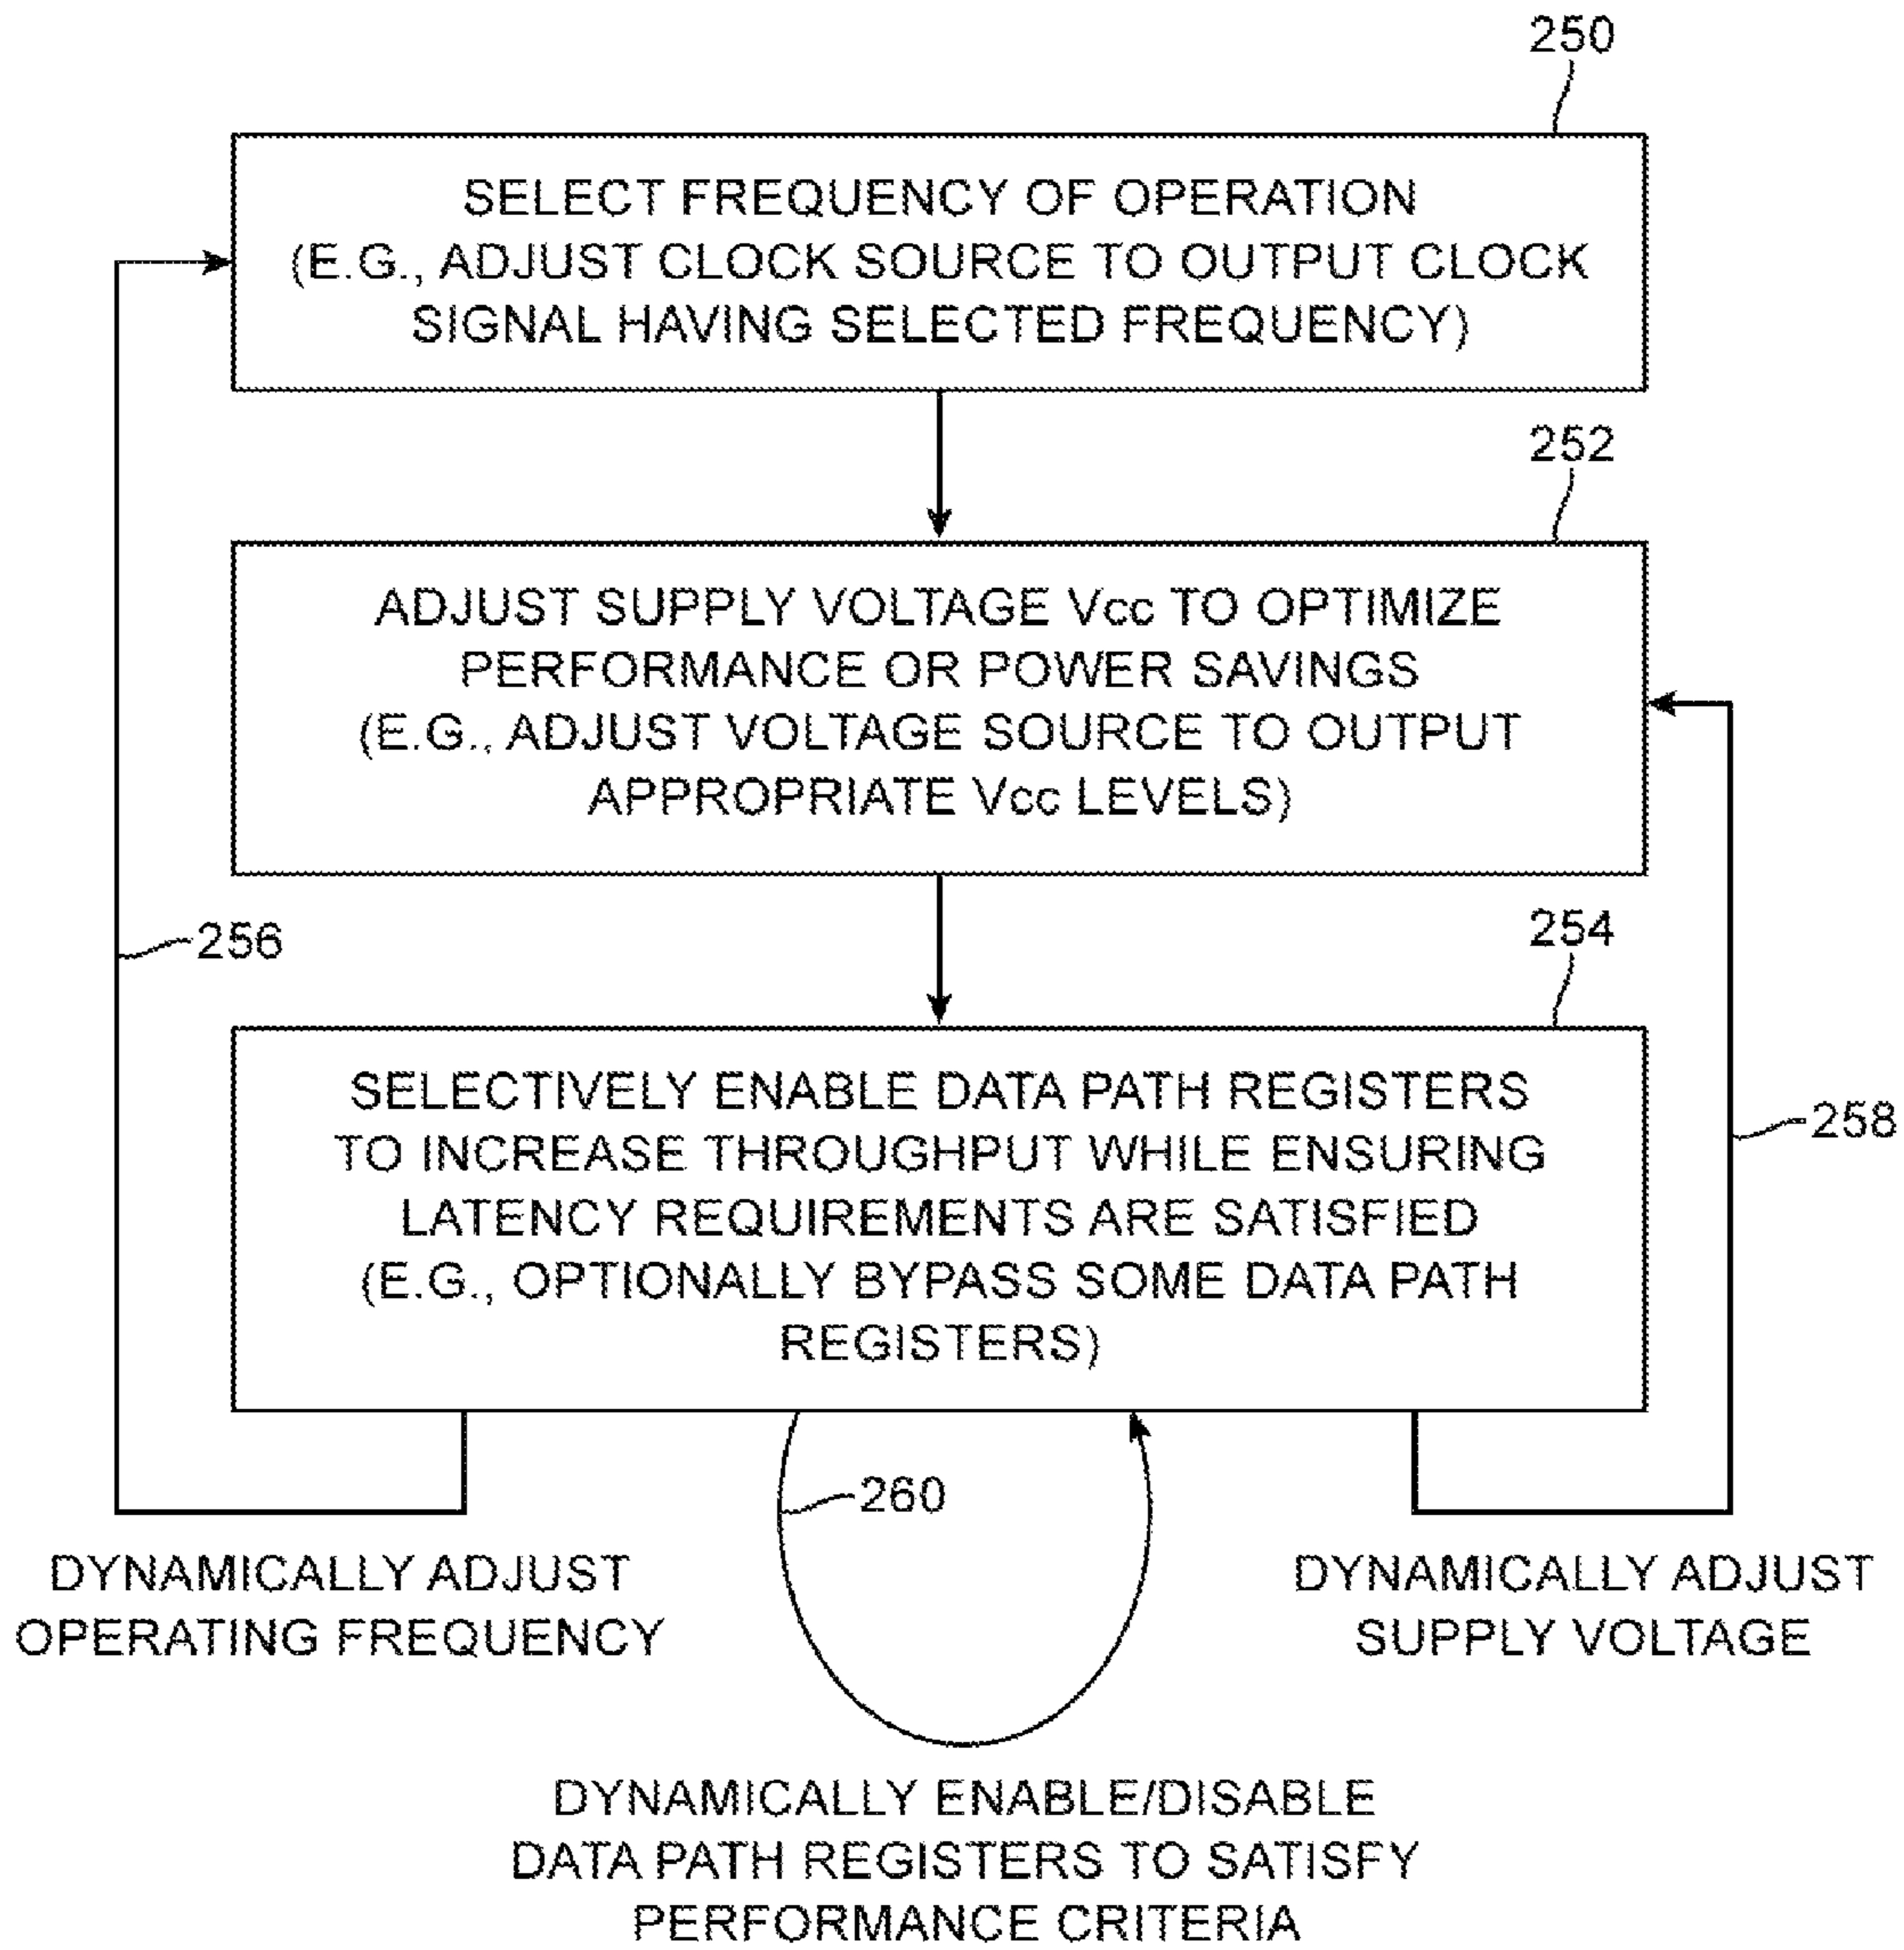 250
SELECT FREQUENCY OF OPERATION
(E.G., ADJUST CLOCK SOURCE TO OUTPUT CLOCK
SIGNAL HAVING SELECTED FREQUENCY)
252
ADJUST SUPPLY VOLTAGE Vcc TO OPTIMIZE
PERFORMANCE OR POWER SAVINGS
(E.G., ADJUST VOLTAGE SOURCE TO OUTPUT
APPROPRIATE Vcc LEVELS)
256
254
SELECTIVELY ENABLE DATA PATH REGISTERS
TO INCREASE THROUGHPUT WHILE ENSURING
LATENCY REQUIREMENTS ARE SATISFIED
(E.G., OPTIONALLY BYPASS SOME DATA PATH
REGISTERS)
258
260
DYNAMICALLY ADJUST
OPERATING FREQUENCY
DYNAMICALLY ADJUST
SUPPLY VOLTAGE
DYNAMICALLY ENABLE/DISABLE
DATA PATH REGISTERS TO SATISFY
PERFORMANCE CRITERIA